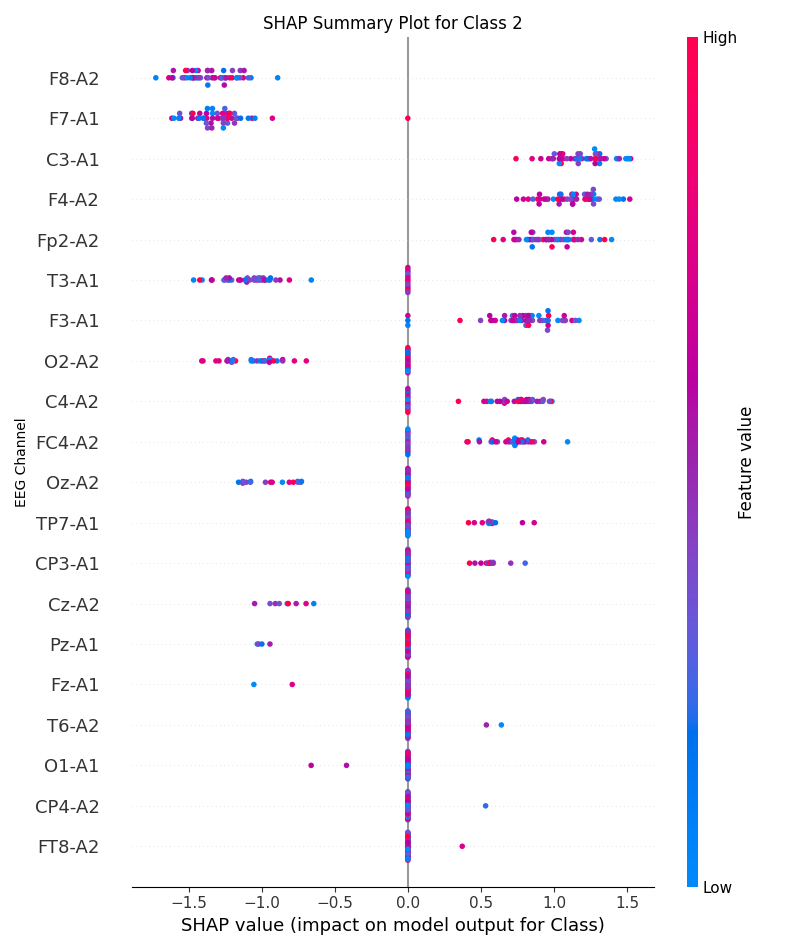 SHAP Summary Plot for Class 2
High
F8-A2
F7-A1
C3-A1
F4-A2
Fp2-A2
T3-A1
F3-A1
O2-A2
C4-A2
FC4-A2
Oz-A2
TP7-A1
CP3-A1
Cz-A2
Pz-A1
Fz-A1
T6-A2
O1-A1
CP4-A2
FT8-A2
EEG Channel
Feature value
Low
−1.5 −1.0 −0.5 0.0 0.5 1.0 1.5
SHAP value (impact on model output for Class)